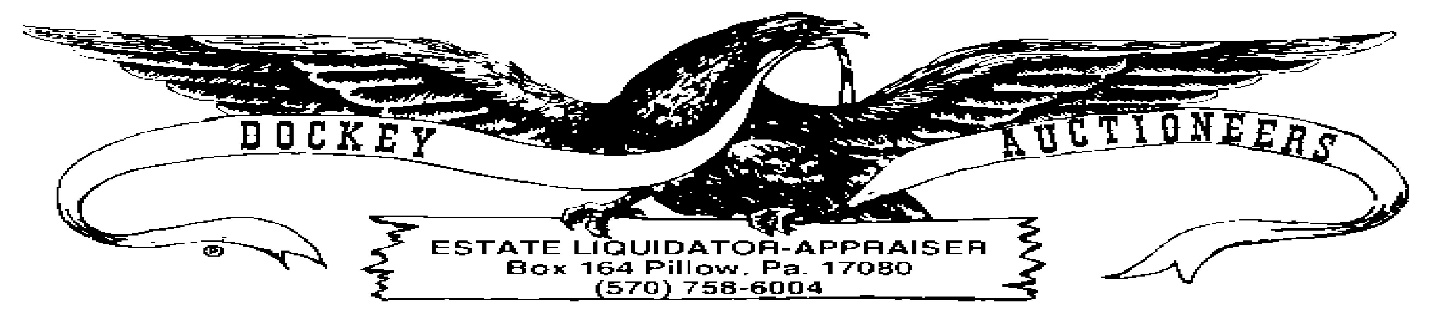 DOCKEY AUCTIONEERS
®
ESTATE LIQUIDATOR-APPRAISER
Box 164 Pillow, Pa. 17080
(570) 758-6004